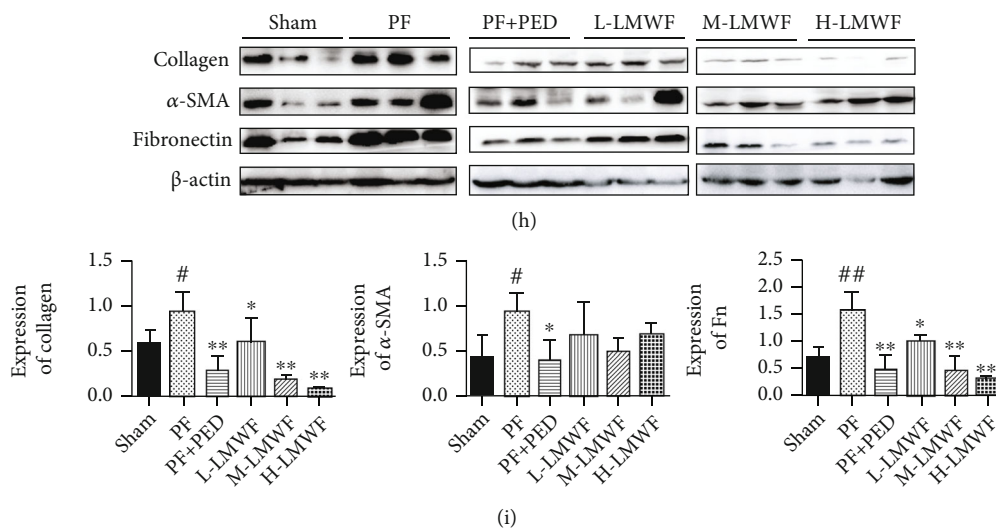 Sham PF PF+PED L-LMWF M-LMWF H-LMWF
Collagen
α-SMA
Fibronectin
β-actin
(h)
Expression
of collagen
1.5
1.0
0.5
0.0
#
**
*
**
**
Sham
PF
PF+PED
L-LMWF
M-LMWF
H-LMWF
Expression
of α-SMA
1.5
1.0
0.5
0.0
#
*
Sham
PF
PF+PED
L-LMWF
M-LMWF
H-LMWF
Expression
of Fn
2.5
2.0
1.5
1.0
0.5
0.0
##
**
*
**
**
Sham
PF
PF+PED
L-LMWF
M-LMWF
H-LMWF
(i)